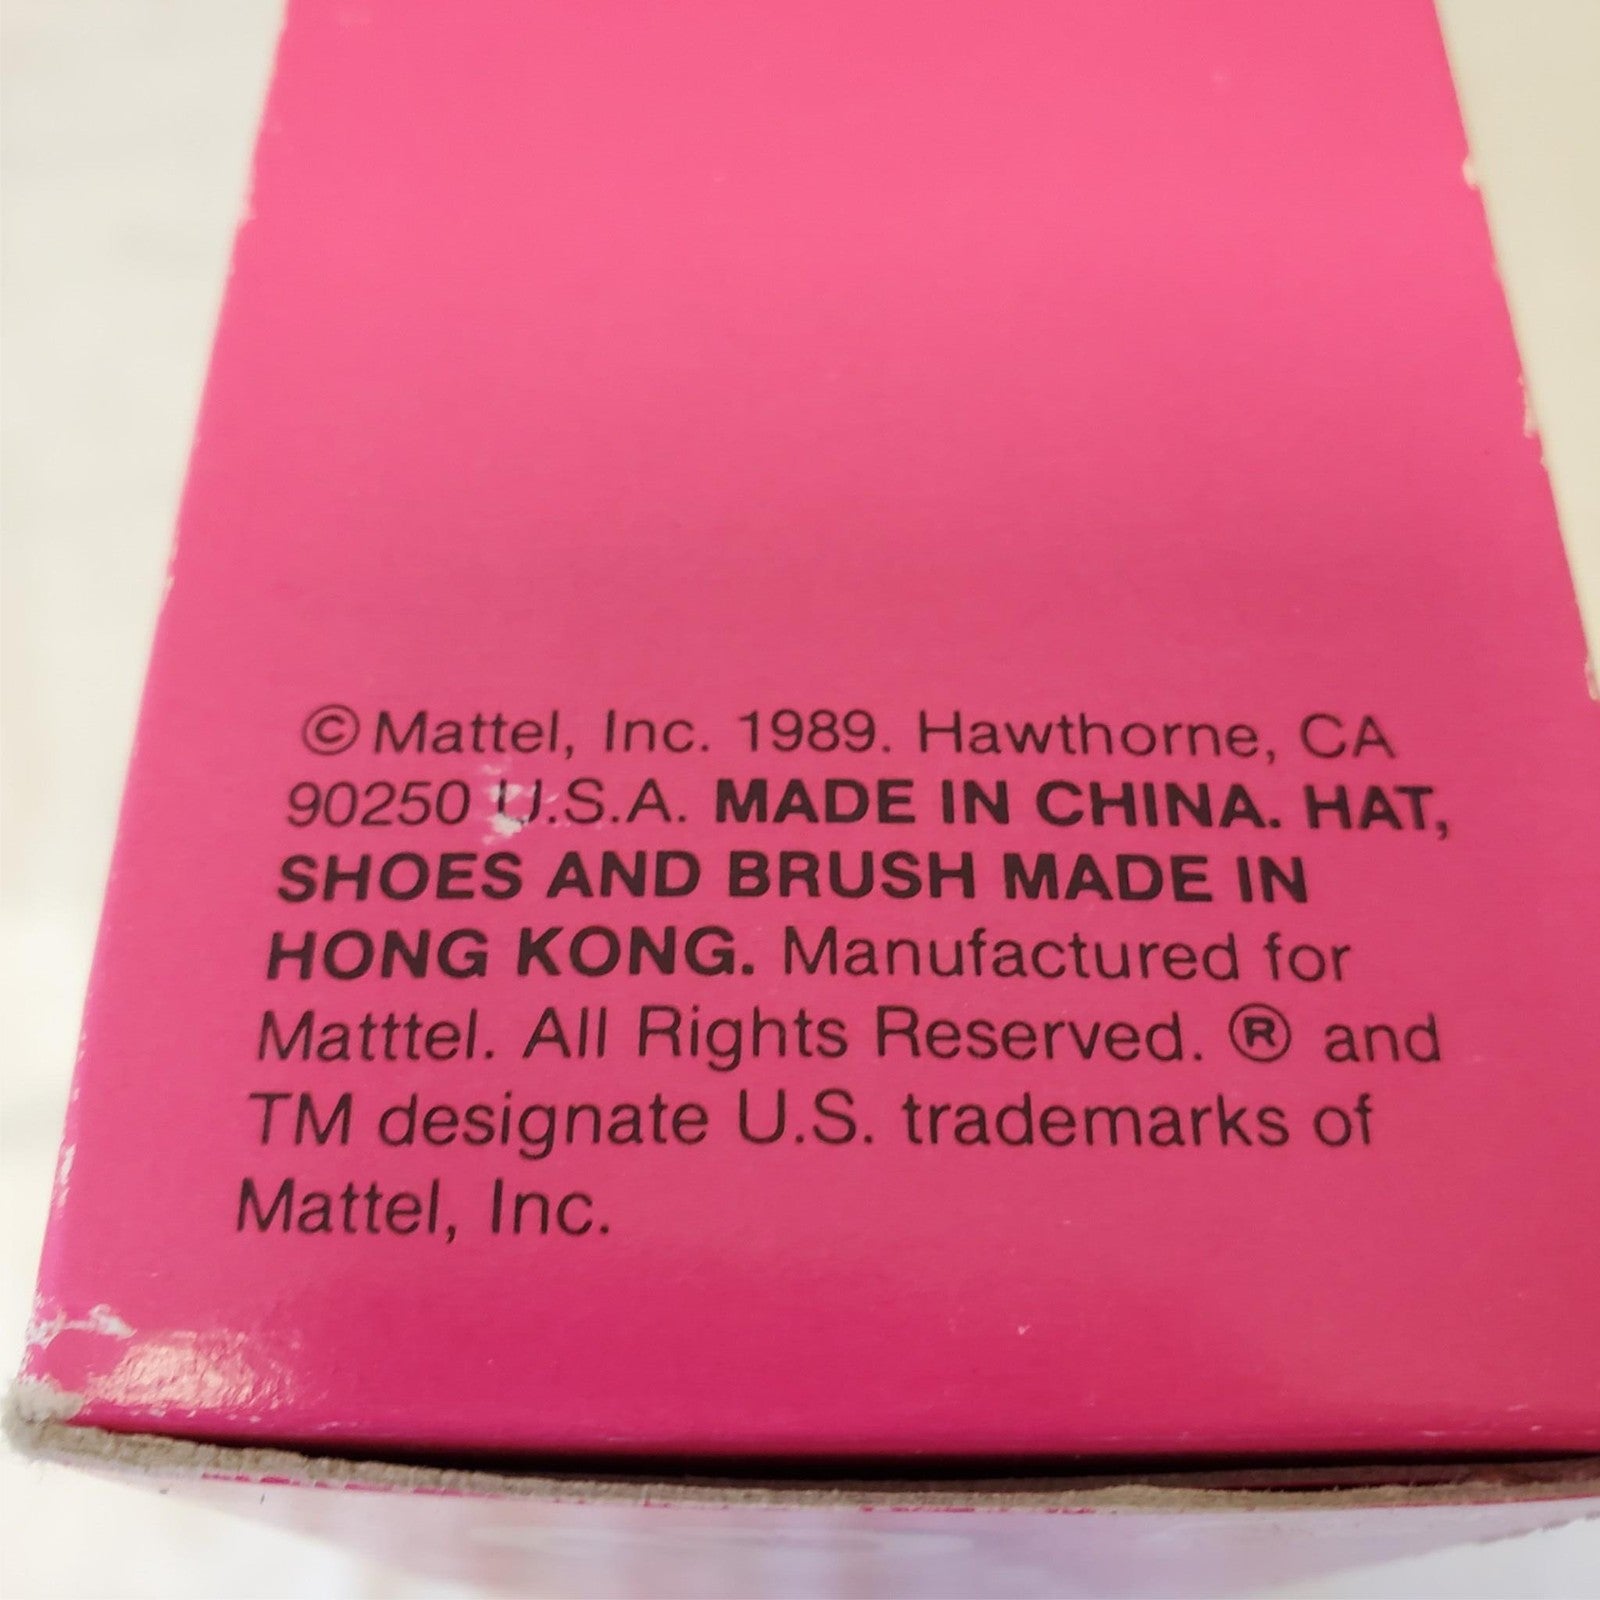 ©Mattel, Inc. 1989. Hawthorne, CA
90250 U.S.A. MADE IN CHINA. HAT,
SHOES AND BRUSH MADE IN
HONG KONG. Manufactured for
Matttel. All Rights Reserved. ® and
TM designate U.S. trademarks of
Mattel, Inc.